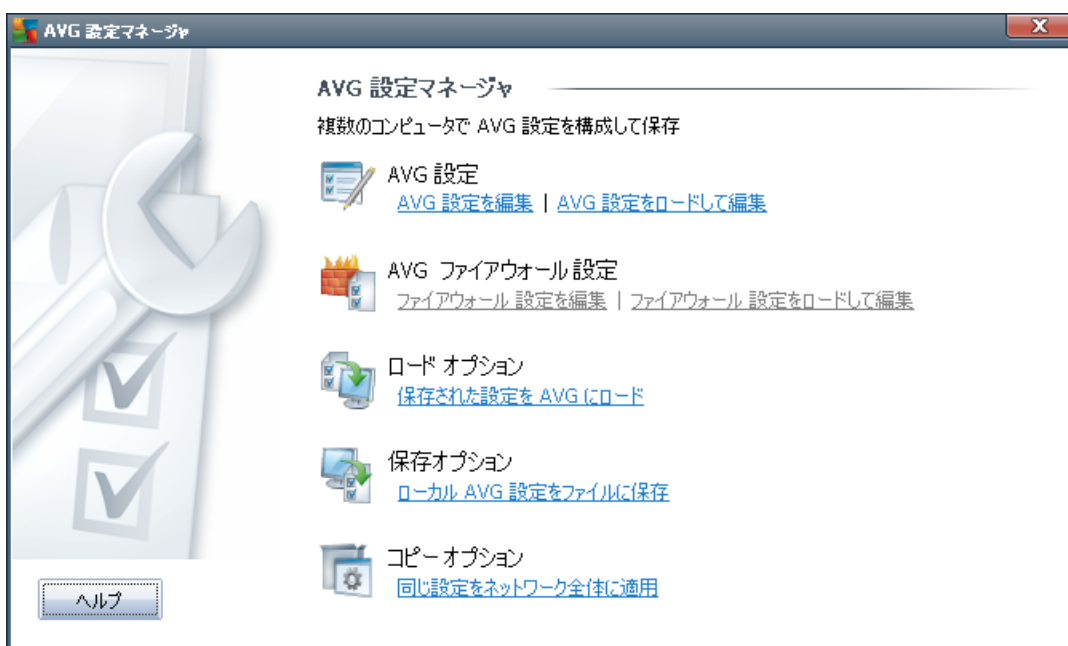 AVG 設定マネージャ
AVG 設定マネージャ
複数のコンピュータで AVG 設定を構成して保存
AVG 設定
AVG 設定を編集 | AVG 設定をロードして編集
AVG ファイアウォール設定
ファイアウォール 設定を編集 | ファイアウォール 設定をロードして編集
ロード オプション
保存された設定を AVG にロード
保存オプション
ローカル AVG 設定をファイルに保存
コピー オプション
同じ設定をネットワーク全体に適用
ヘルプ